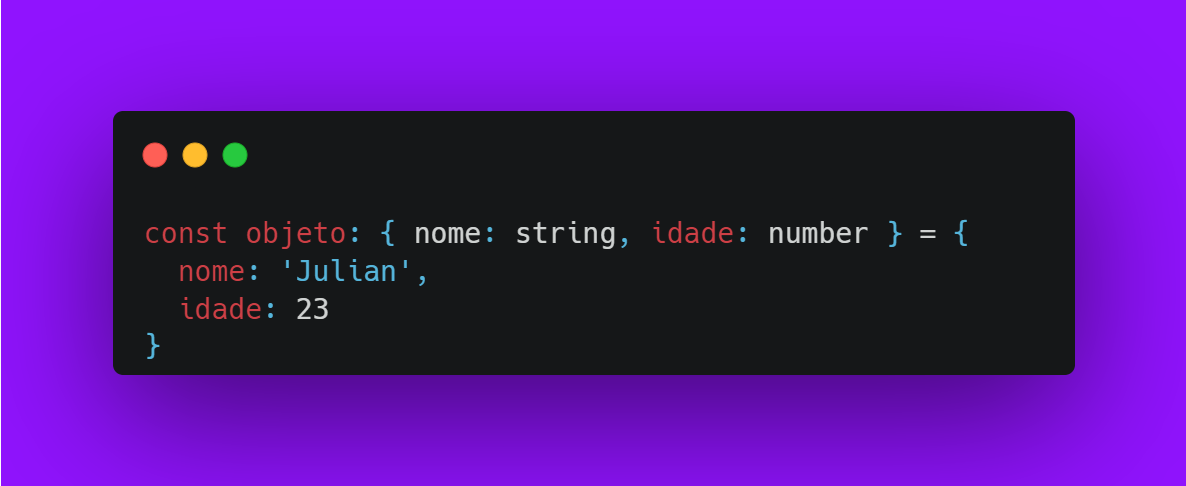 const objeto: { nome: string, idade: number } = {
  nome: 'Julian',
  idade: 23
}